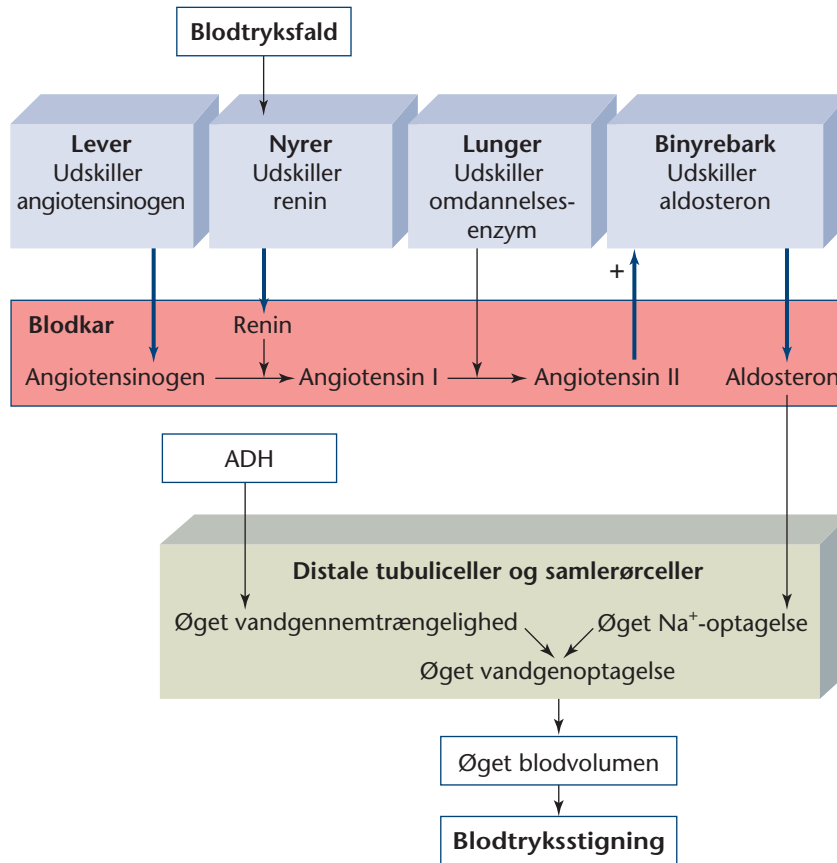 Blodtryksfald
Lever
Udskiller
angiotensinogen
Nyrer
Udskiller
renin
Lunger
Udskiller
omdannelses-
enzym
Binyrebark
Udskiller
aldosteron
+
Blodkar
Renin
Angiotensinogen
Angiotensin I
Angiotensin II
Aldosteron
ADH
Distale tubuliceller og samlerørceller
Øget vandgennemtrængelighed
Øget Na⁺-optagelse
Øget vandgenoptagelse
Øget blodvolumen
Blodtryksstigning